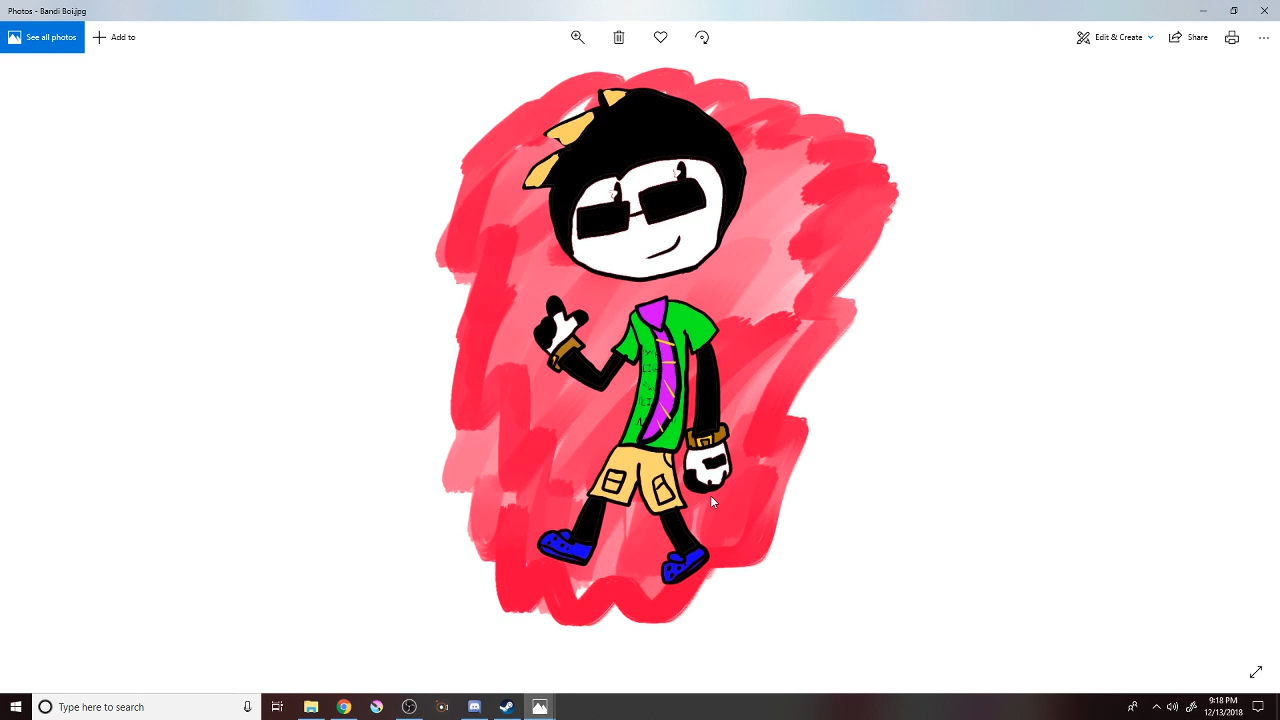 Photos - Bandi Boi.jpg
See all photos
Add to
Edit & Create
Share
Type here to search
9:18 PM
12/13/2018